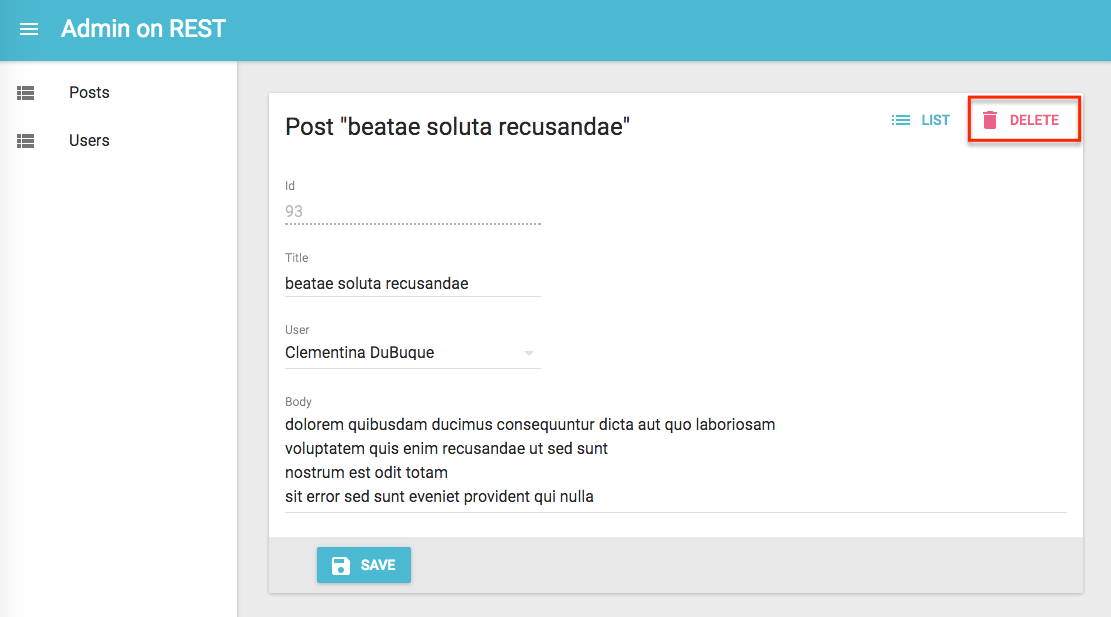 Admin on REST
Posts
Users
Post "beatae soluta recusandae"
LIST
DELETE
Id
93
Title
beatae soluta recusandae
User
Clementina DuBuque
Body
dolorem quibusdam ducimus consequuntur dicta aut quo laboriosam
voluptatem quis enim recusandae ut sed sunt
nostrum est odit totam
sit error sed sunt eveniet provident qui nulla
SAVE